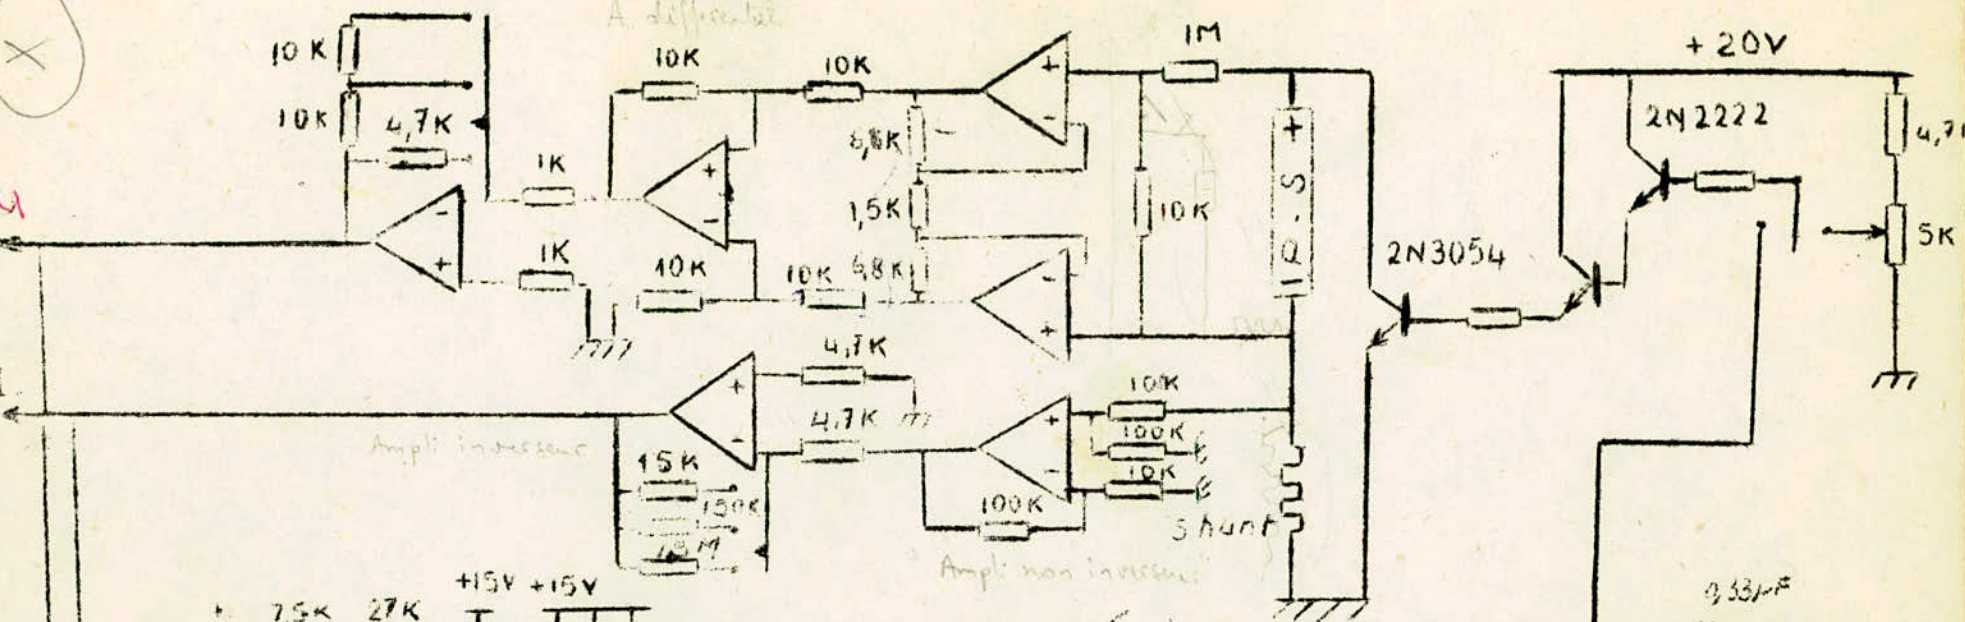 A. différentiel
1M
+ 20V
10K
10K
10K
10K
4,7K
2N2222
+
-
+
6,8K
1K
+
-
1,5K
10K
D.S
5K
-
+
1K
2N3054
10K
10K
6,8K
-
+
4,7K
+
-
10K
4,7K
+
-
100K
10K
Ampli inverseur
15K
150K
100K
Shunt
Ampli non inverseur
+15V +15V
7,5K 27K
0,33µF